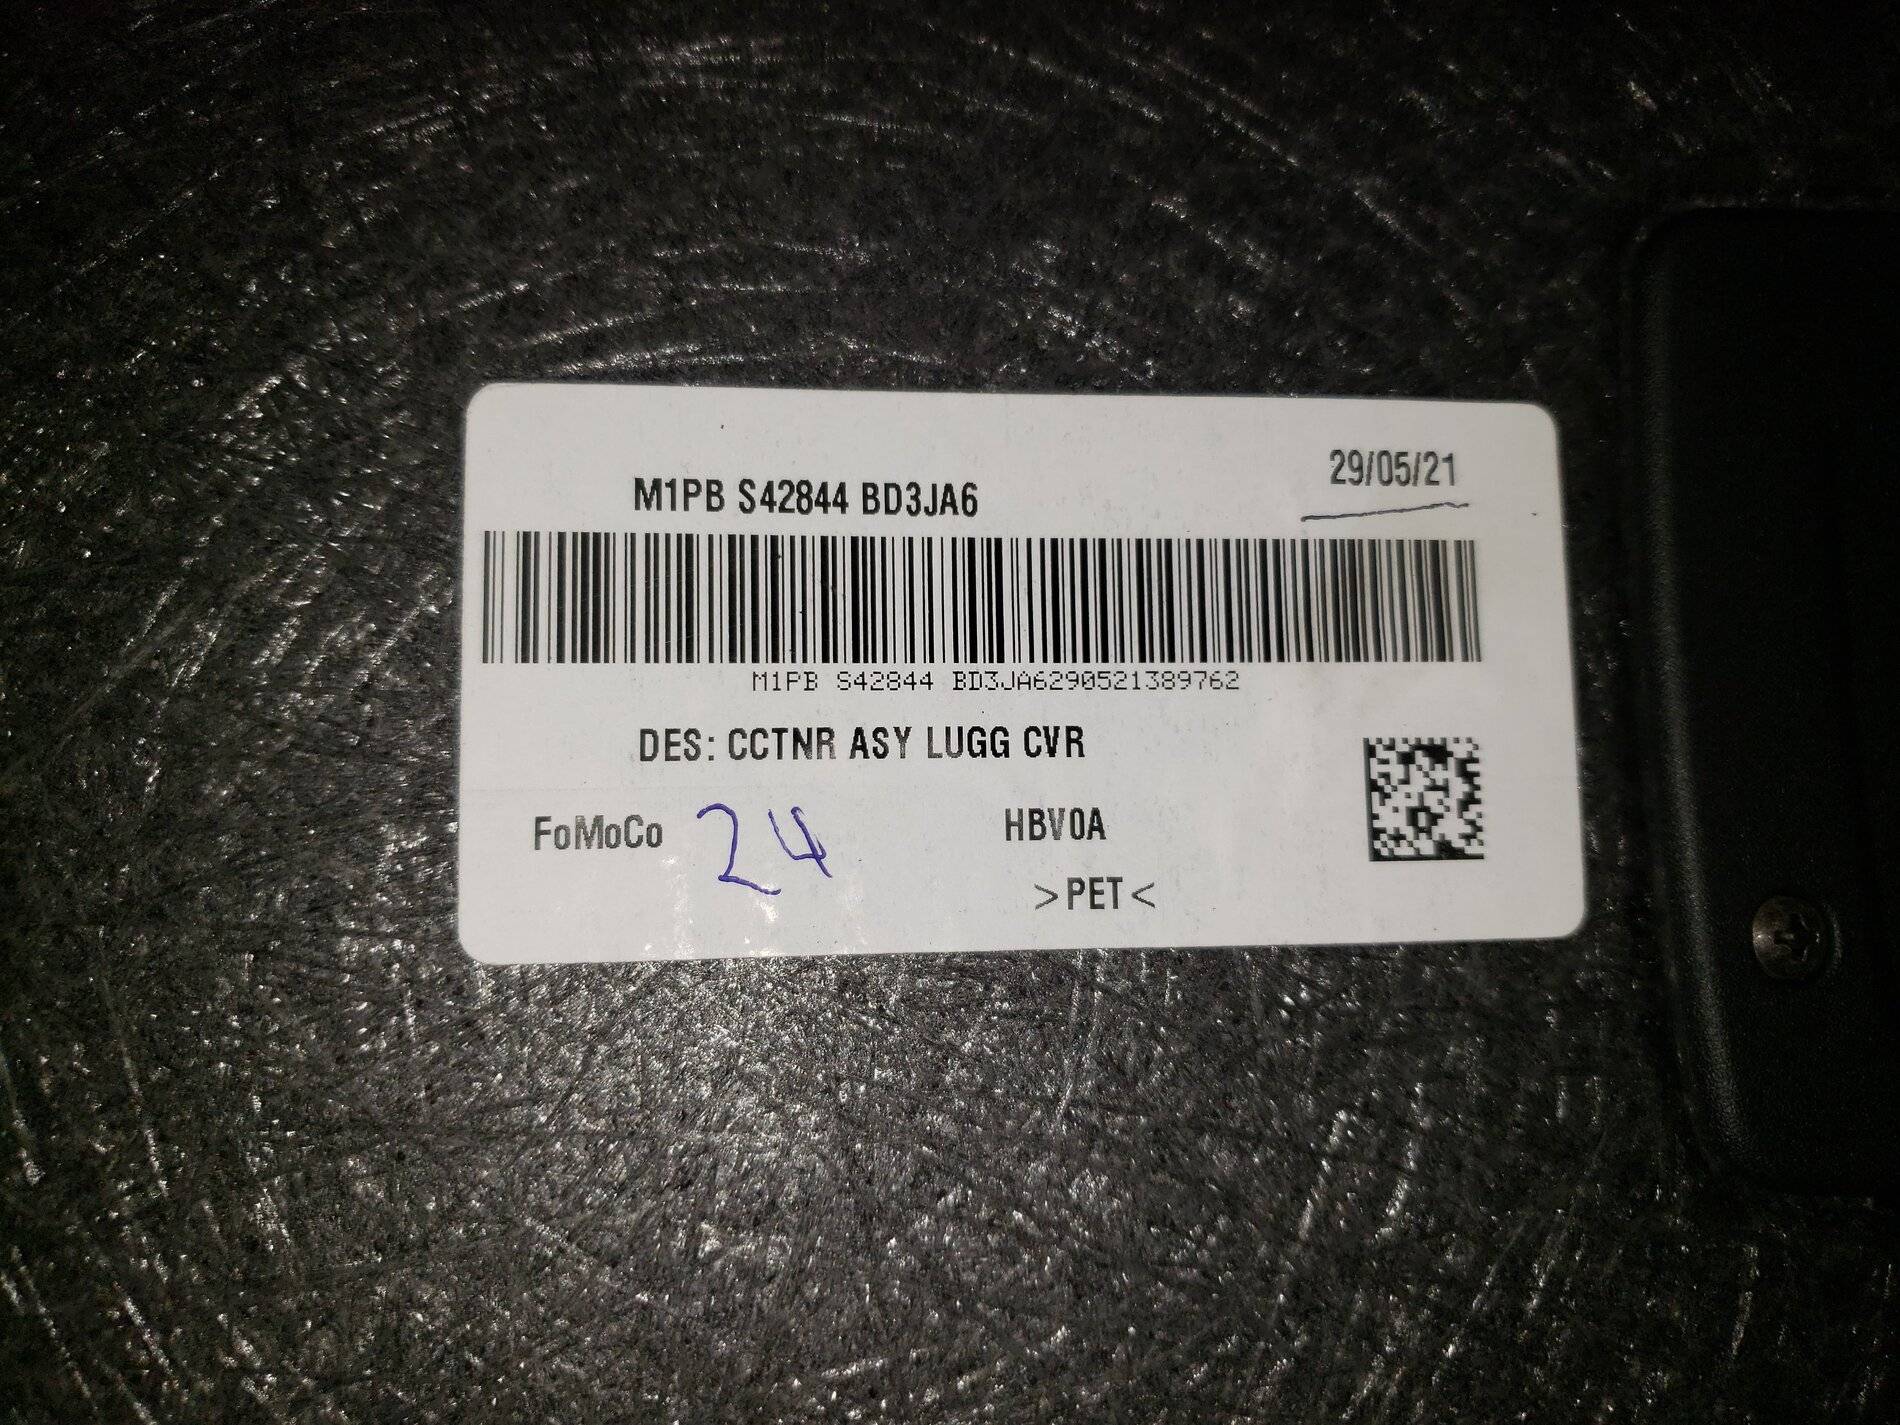 29/05/21
M1PB S42844 BD3JA6
M1PB S42844 BD3JA6290521389762
DES: CCTNR ASY LUGG CVR
FoMoCo 24 HBV0A
>PET<